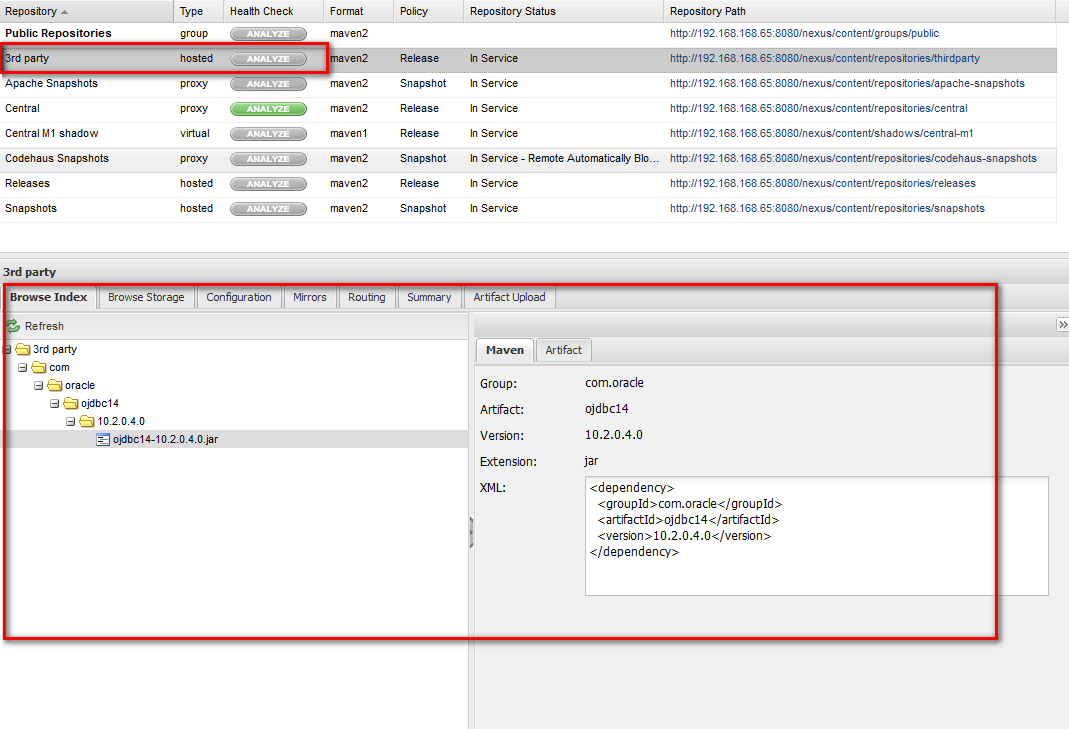 Repository Type Health Check Format Policy Repository Status Repository Path
Public Repositories group ANALYZE maven2 http://192.168.168.65:8080/nexus/content/groups/public
3rd party hosted ANALYZE maven2 Release In Service http://192.168.168.65:8080/nexus/content/repositories/thirdparty
Apache Snapshots proxy ANALYZE maven2 Snapshot In Service http://192.168.168.65:8080/nexus/content/repositories/apache-snapshots
Central proxy ANALYZE maven2 Release In Service http://192.168.168.65:8080/nexus/content/repositories/central
Central M1 shadow virtual ANALYZE maven1 Release In Service http://192.168.168.65:8080/nexus/content/shadows/central-m1
Codehaus Snapshots proxy ANALYZE maven2 Snapshot In Service - Remote Automatically Blo... http://192.168.168.65:8080/nexus/content/repositories/codehaus-snapshots
Releases hosted ANALYZE maven2 Release In Service http://192.168.168.65:8080/nexus/content/repositories/releases
Snapshots hosted ANALYZE maven2 Snapshot In Service http://192.168.168.65:8080/nexus/content/repositories/snapshots
3rd party
Browse Index Browse Storage Configuration Mirrors Routing Summary Artifact Upload
Refresh
3rd party
com
oracle
ojdbc14
10.2.0.4.0
ojdbc14-10.2.0.4.0.jar
Maven Artifact
Group: com.oracle
Artifact: ojdbc14
Version: 10.2.0.4.0
Extension: jar
XML:
<dependency>
<groupId>com.oracle</groupId>
<artifactId>ojdbc14</artifactId>
<version>10.2.0.4.0</version>
</dependency>